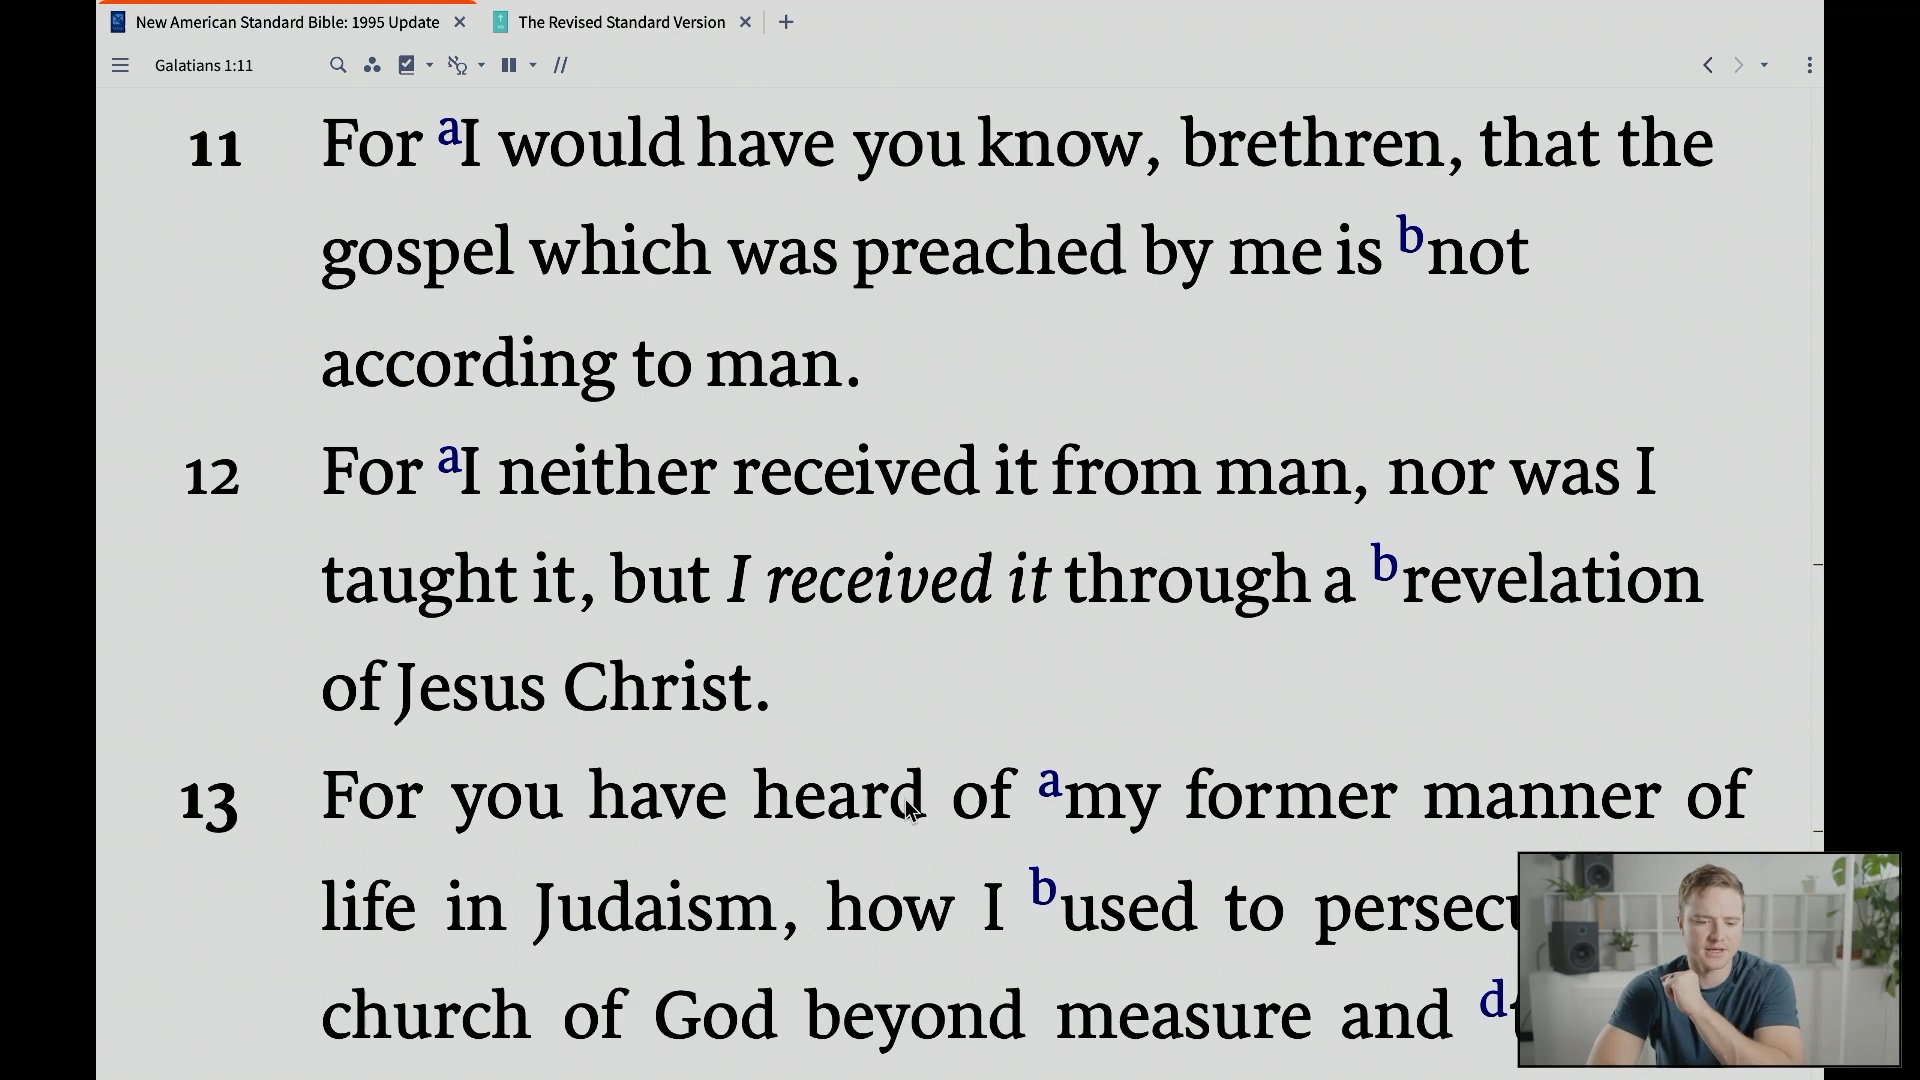 New American Standard Bible: 1995 Update
The Revised Standard Version
Galatians 1:11
11 For aI would have you know, brethren, that the
gospel which was preached by me is bnot
according to man.
12 For aI neither received it from man, nor was I
taught it, but I received it through a brevelation
of Jesus Christ.
13 For you have heard of amy former manner of
life in Judaism, how I bused to
church of God beyond measure and d